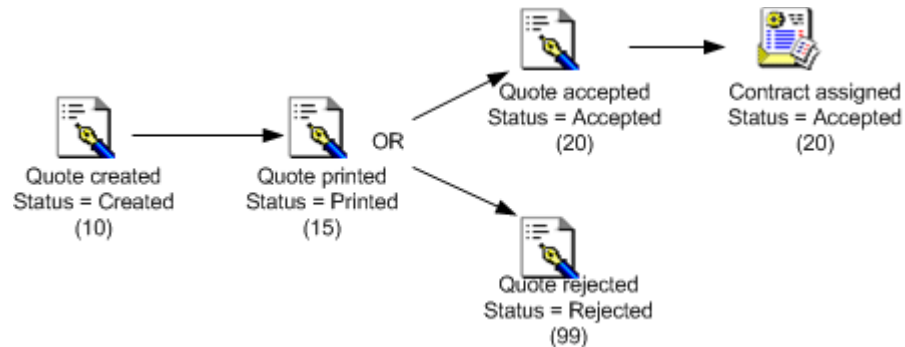 Quote created
Status = Created
(10)
Quote printed
Status = Printed
(15)
OR
Quote accepted
Status = Accepted
(20)
Contract assigned
Status = Accepted
(20)
Quote rejected
Status = Rejected
(99)